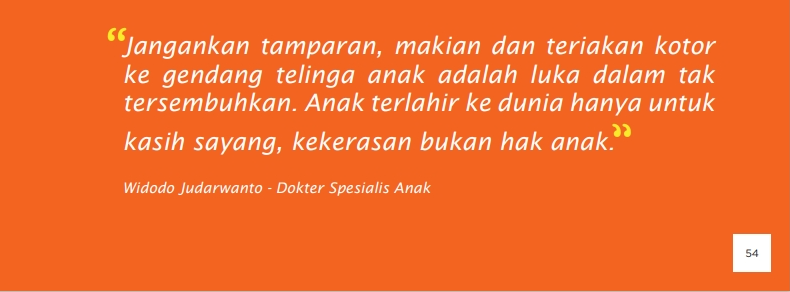 “Jangankan tamparan, makian dan teriakan kotor
ke gendang telinga anak adalah luka dalam tak
tersembuhkan. Anak terlahir ke dunia hanya untuk
kasih sayang, kekerasan bukan hak anak.”
Widodo Judarwanto - Dokter Spesialis Anak
54